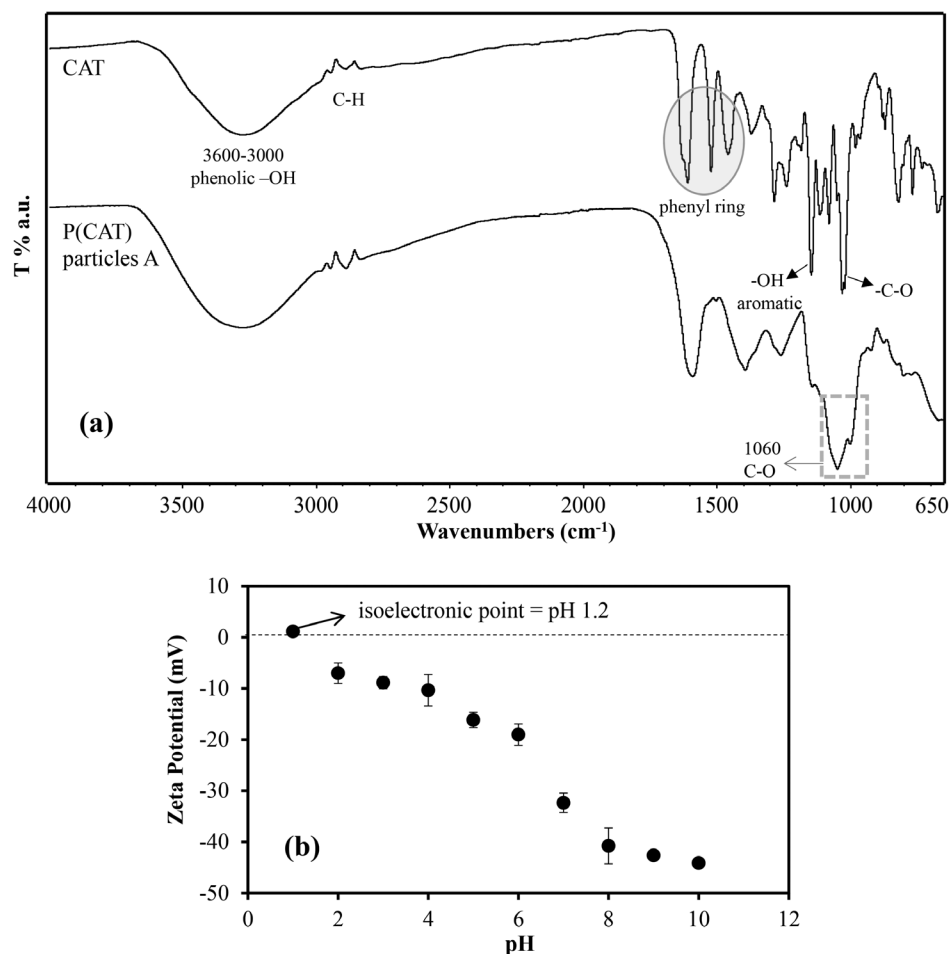 CAT
C-H
3600-3000
phenolic –OH
phenyl ring
P(CAT)
particles A
-OH
aromatic
-C-O
1060
C-O
(a)
T % a.u.
4000 3500 3000 2500 2000 1500 1000 650
Wavenumbers (cm-1)
10
0
-10
-20
-30
-40
-50
isoelectronic point = pH 1.2
Zeta Potential (mV)
(b)
0 2 4 6 8 10 12
pH